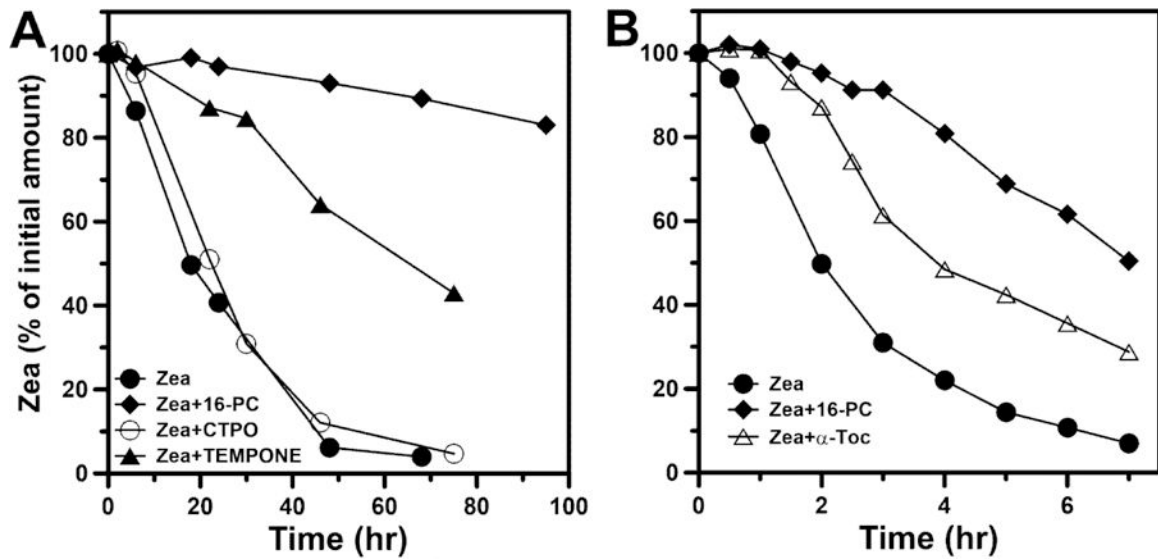 A
Zea (% of initial amount)
100
80
60
40
20
0
Zea
Zea+16-PC
Zea+CTPO
Zea+TEMPONE
0 20 40 60 80 100
Time (hr)
B
100
80
60
40
20
0
Zea
Zea+16-PC
Zea+α-Toc
0 2 4 6
Time (hr)